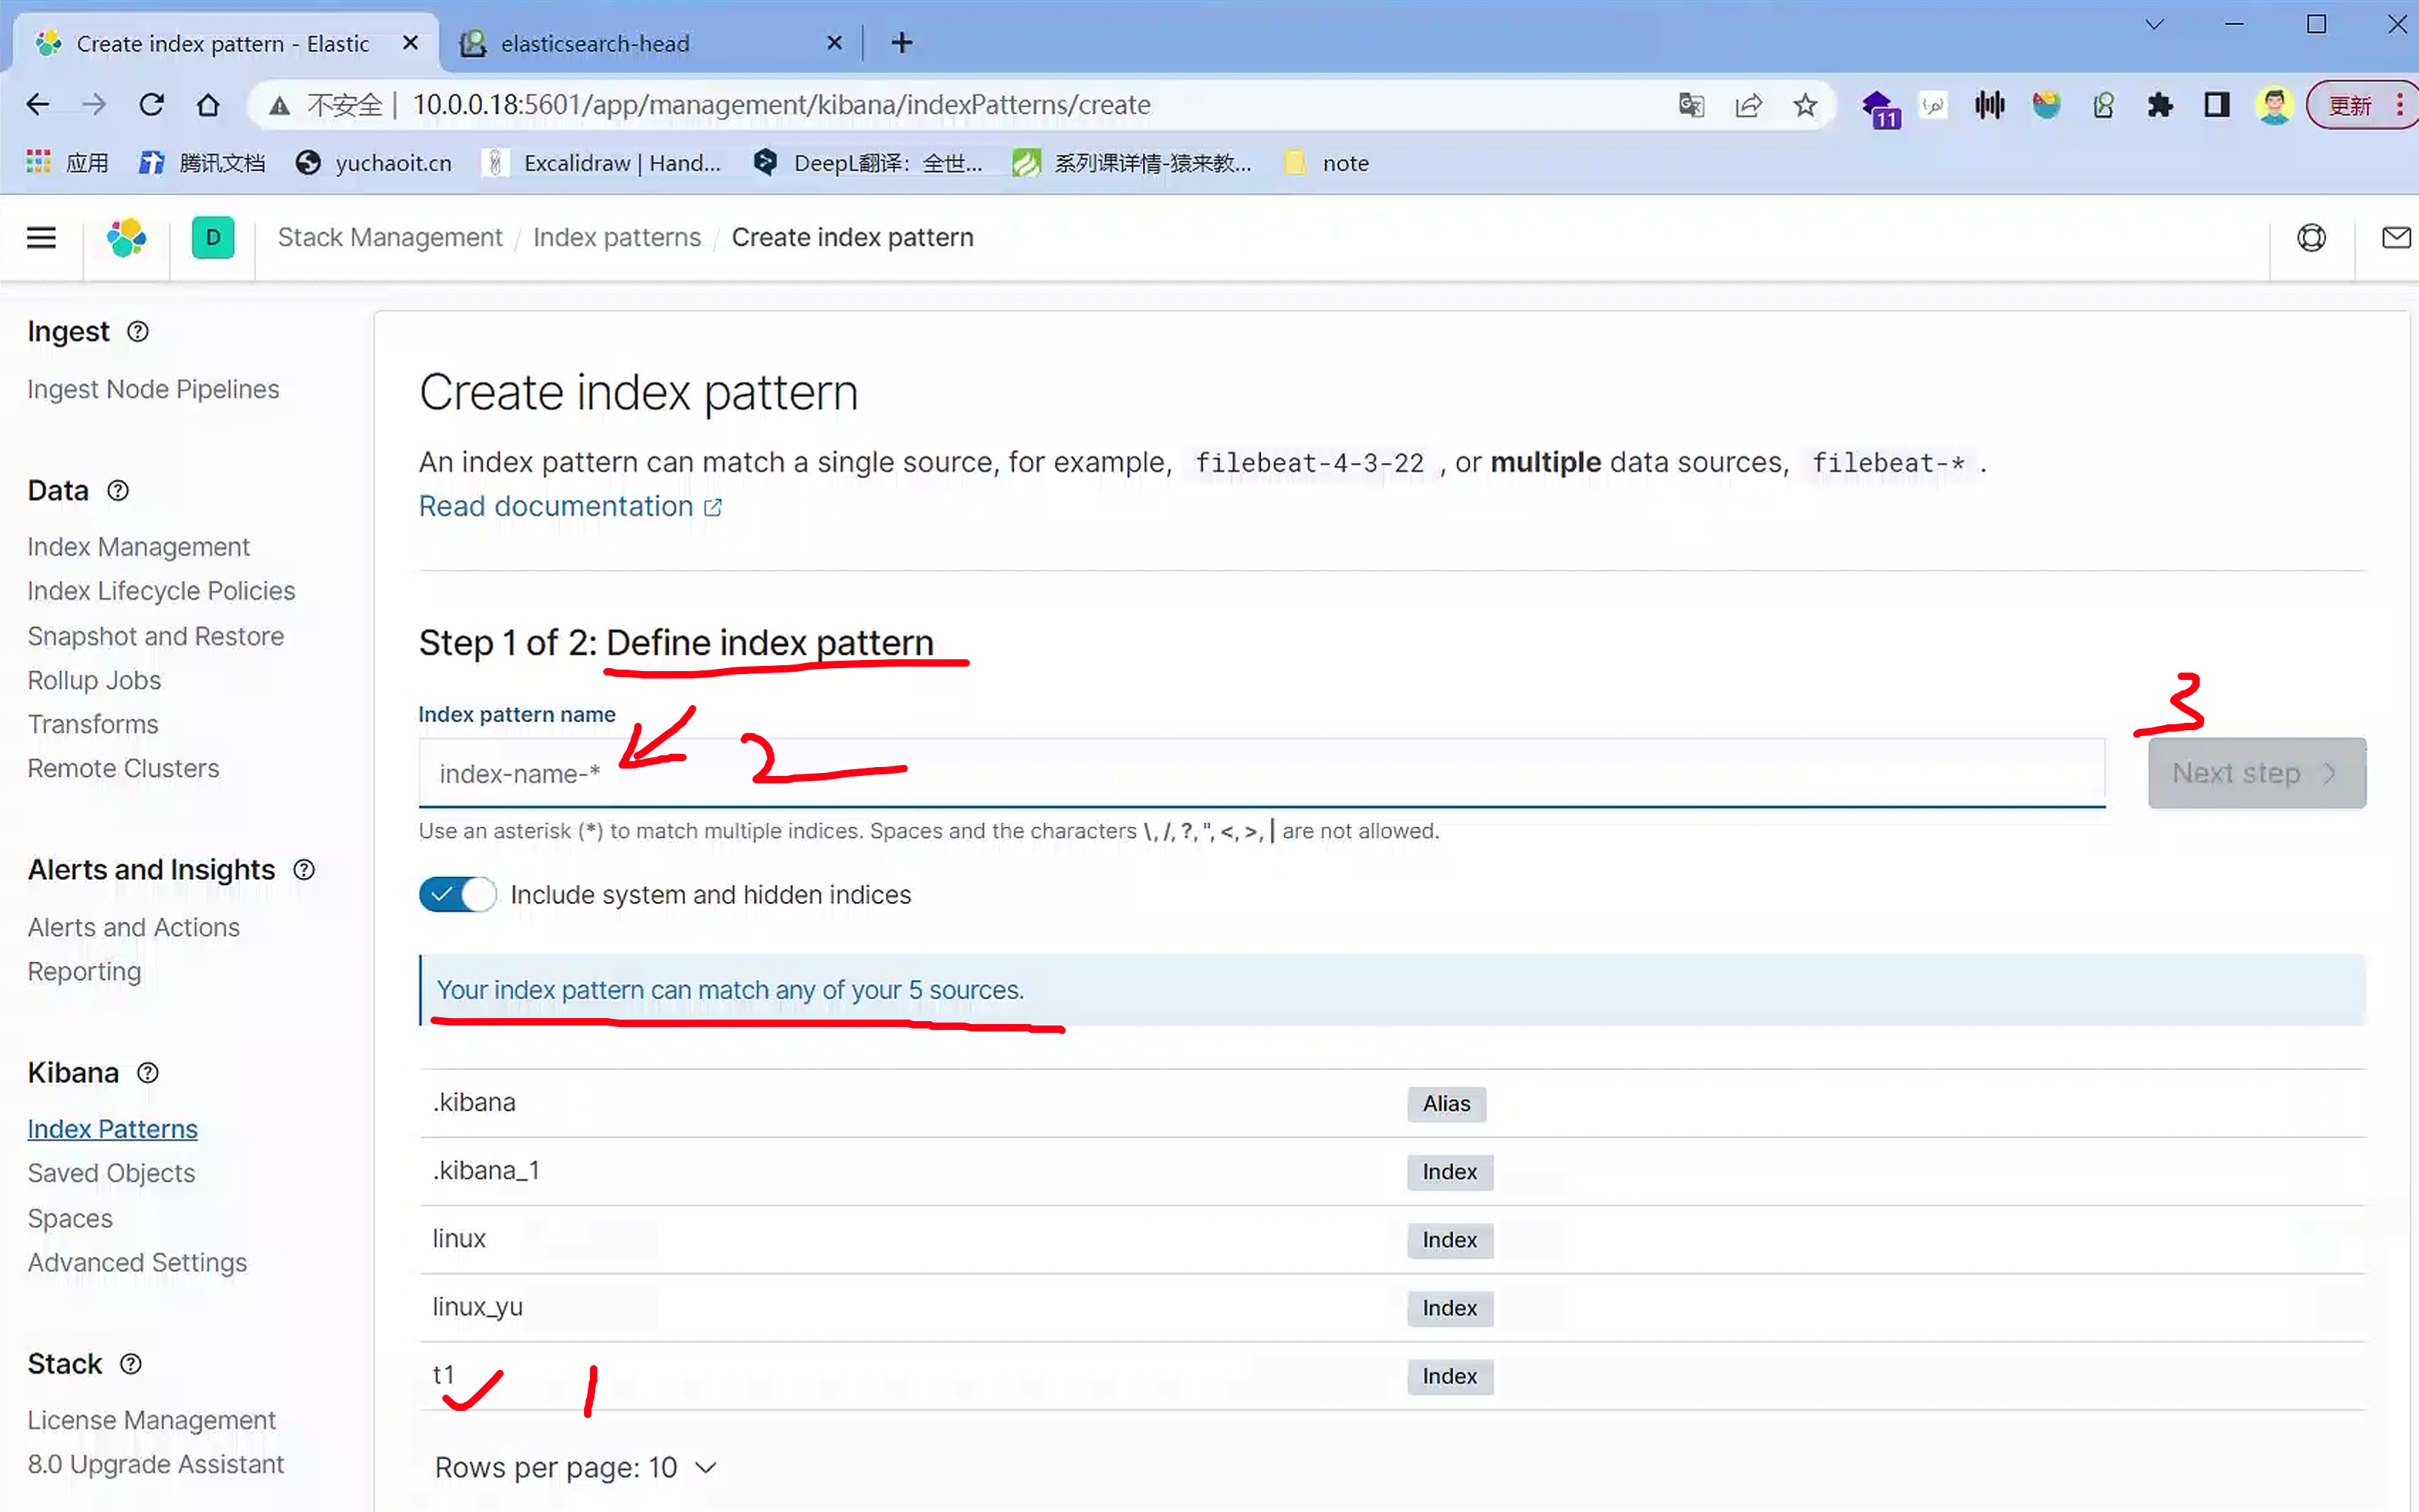 Create index pattern - Elastic
elasticsearch-head
不安全 | 10.0.0.18:5601/app/management/kibana/indexPatterns/create
11
更新
应用
腾讯文档
yuchaoit.cn
Excalidraw | Hand...
DeepL翻译：全世...
系列课详情-猿来教...
note
D
Stack Management / Index patterns / Create index pattern
Ingest
Ingest Node Pipelines
Data
Index Management
Index Lifecycle Policies
Snapshot and Restore
Rollup Jobs
Transforms
Remote Clusters
Alerts and Insights
Alerts and Actions
Reporting
Kibana
Index Patterns
Saved Objects
Spaces
Advanced Settings
Stack
License Management
8.0 Upgrade Assistant
Create index pattern
An index pattern can match a single source, for example, filebeat-4-3-22 , or multiple data sources, filebeat-* .
Read documentation
Step 1 of 2: Define index pattern
3
Index pattern name
index-name-*
2
Next step
Use an asterisk (*) to match multiple indices. Spaces and the characters \, /, ?, ", <, >, | are not allowed.
Include system and hidden indices
Your index pattern can match any of your 5 sources.
.kibana Alias
.kibana_1 Index
linux Index
linux_yu Index
t1 Index
1
Rows per page: 10